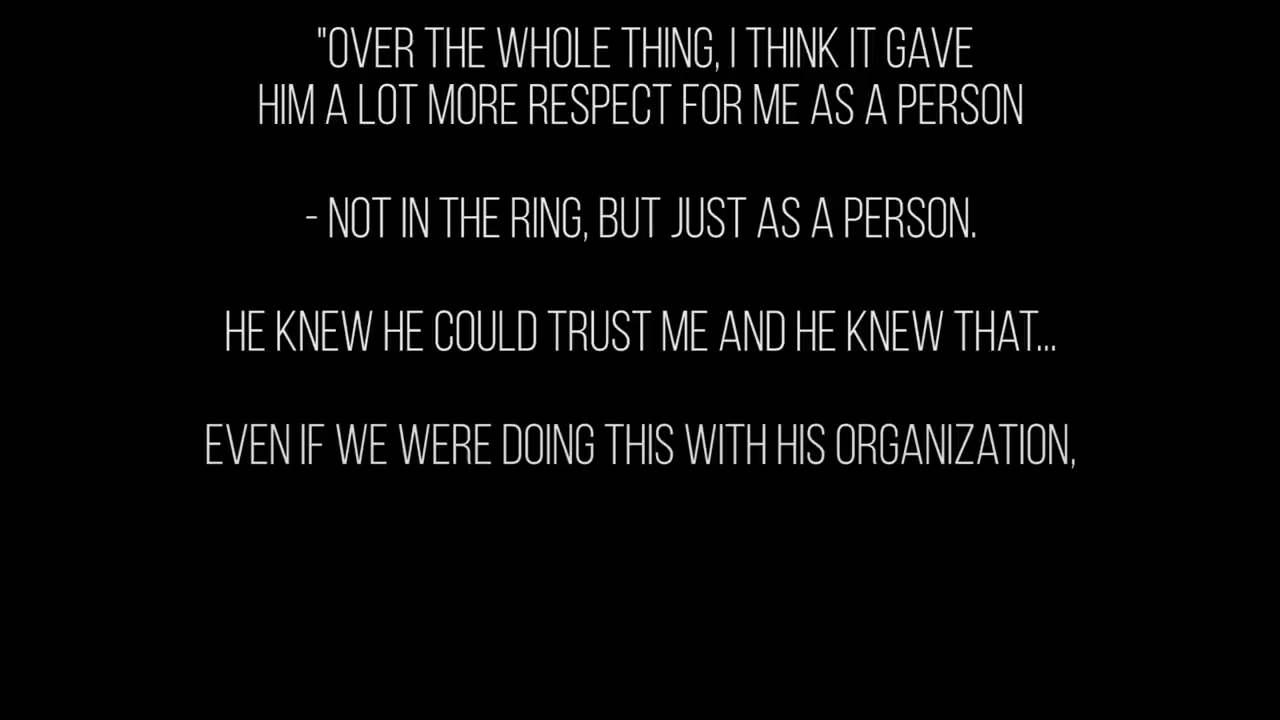 "OVER THE WHOLE THING, I THINK IT GAVE
HIM A LOT MORE RESPECT FOR ME AS A PERSON
- NOT IN THE RING, BUT JUST AS A PERSON.
HE KNEW HE COULD TRUST ME AND HE KNEW THAT...
EVEN IF WE WERE DOING THIS WITH HIS ORGANIZATION,